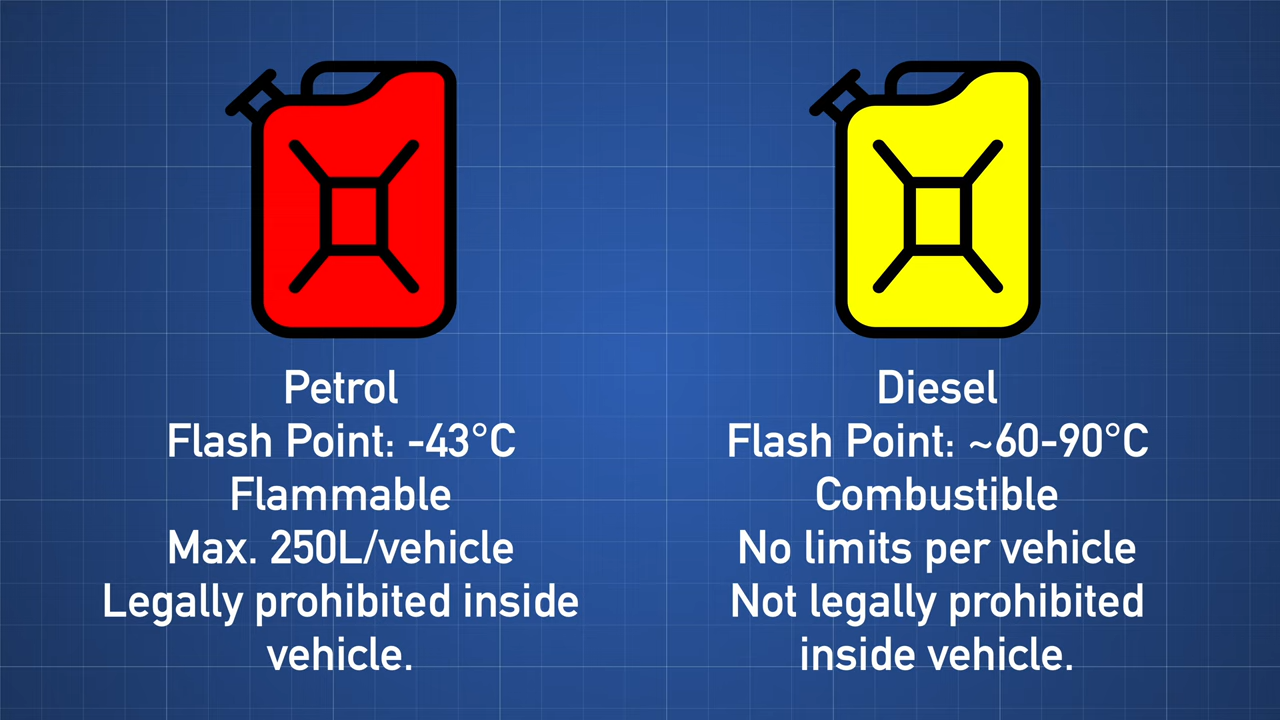 Petrol
Flash Point: -43°C
Flammable
Max. 250L/vehicle
Legally prohibited inside
vehicle.
Diesel
Flash Point: ~60-90°C
Combustible
No limits per vehicle
Not legally prohibited
inside vehicle.